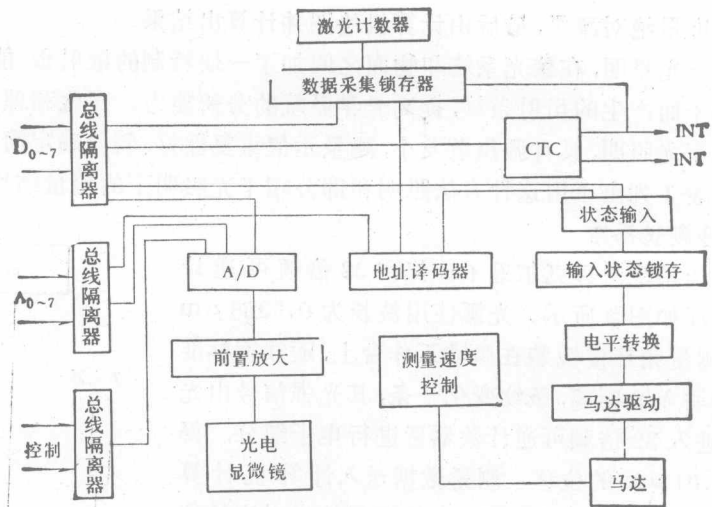 激光计数器
数据采集锁存器
总线隔离器
D0~7
CTC
INT
INT
状态输入
总线隔离器
A0~7
A/D
地址译码器
输入状态锁存
前置放大
测量速度
控制
电平转换
马达驱动
总线隔离器
控制
光电
显微镜
马达